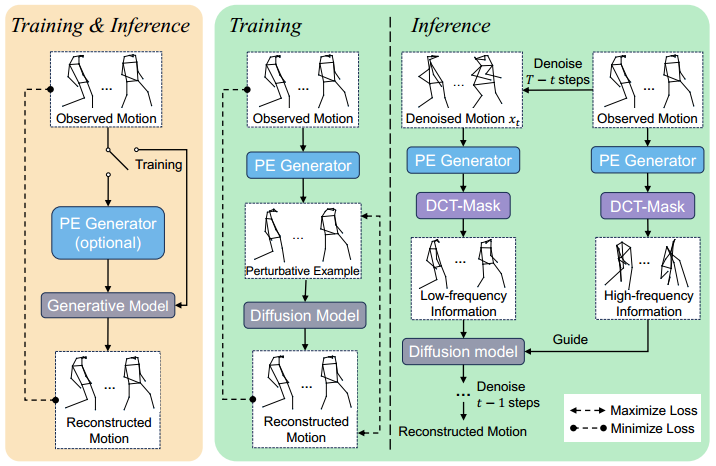 Training & Inference
Observed Motion
Training
PE Generator
(optional)
Generative Model
Reconstructed
Motion
Training
Observed Motion
PE Generator
Perturbative Example
Diffusion Model
Reconstructed
Motion
Inference
Denoised Motion xₜ
Denoise
T − t steps
Observed Motion
PE Generator
PE Generator
DCT-Mask
DCT-Mask
Low-frequency
Information
High-frequency
Information
Diffusion model
Guide
Denoise
t − 1 steps
Reconstructed Motion
Maximize Loss
Minimize Loss